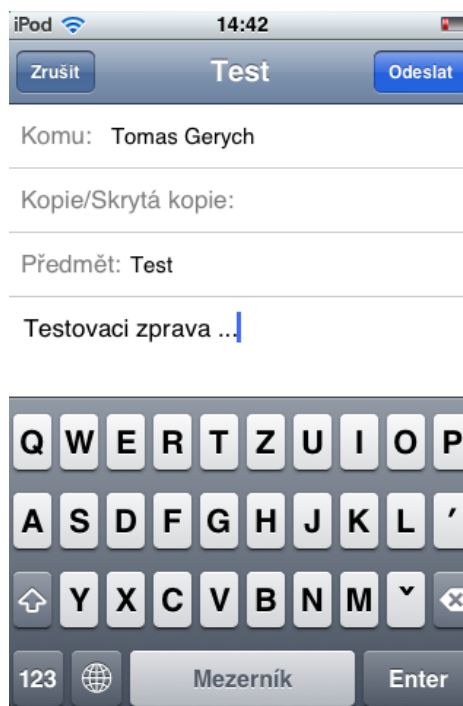 iPod 14:42
Zrušit Test Odeslat
Komu: Tomas Gerych
Kopie/Skrytá kopie:
Předmět: Test
Testovaci zprava ...
Q W E R T Z U I O P
A S D F G H J K L ′
Y X C V B N M ˇ
123 Mezerník Enter